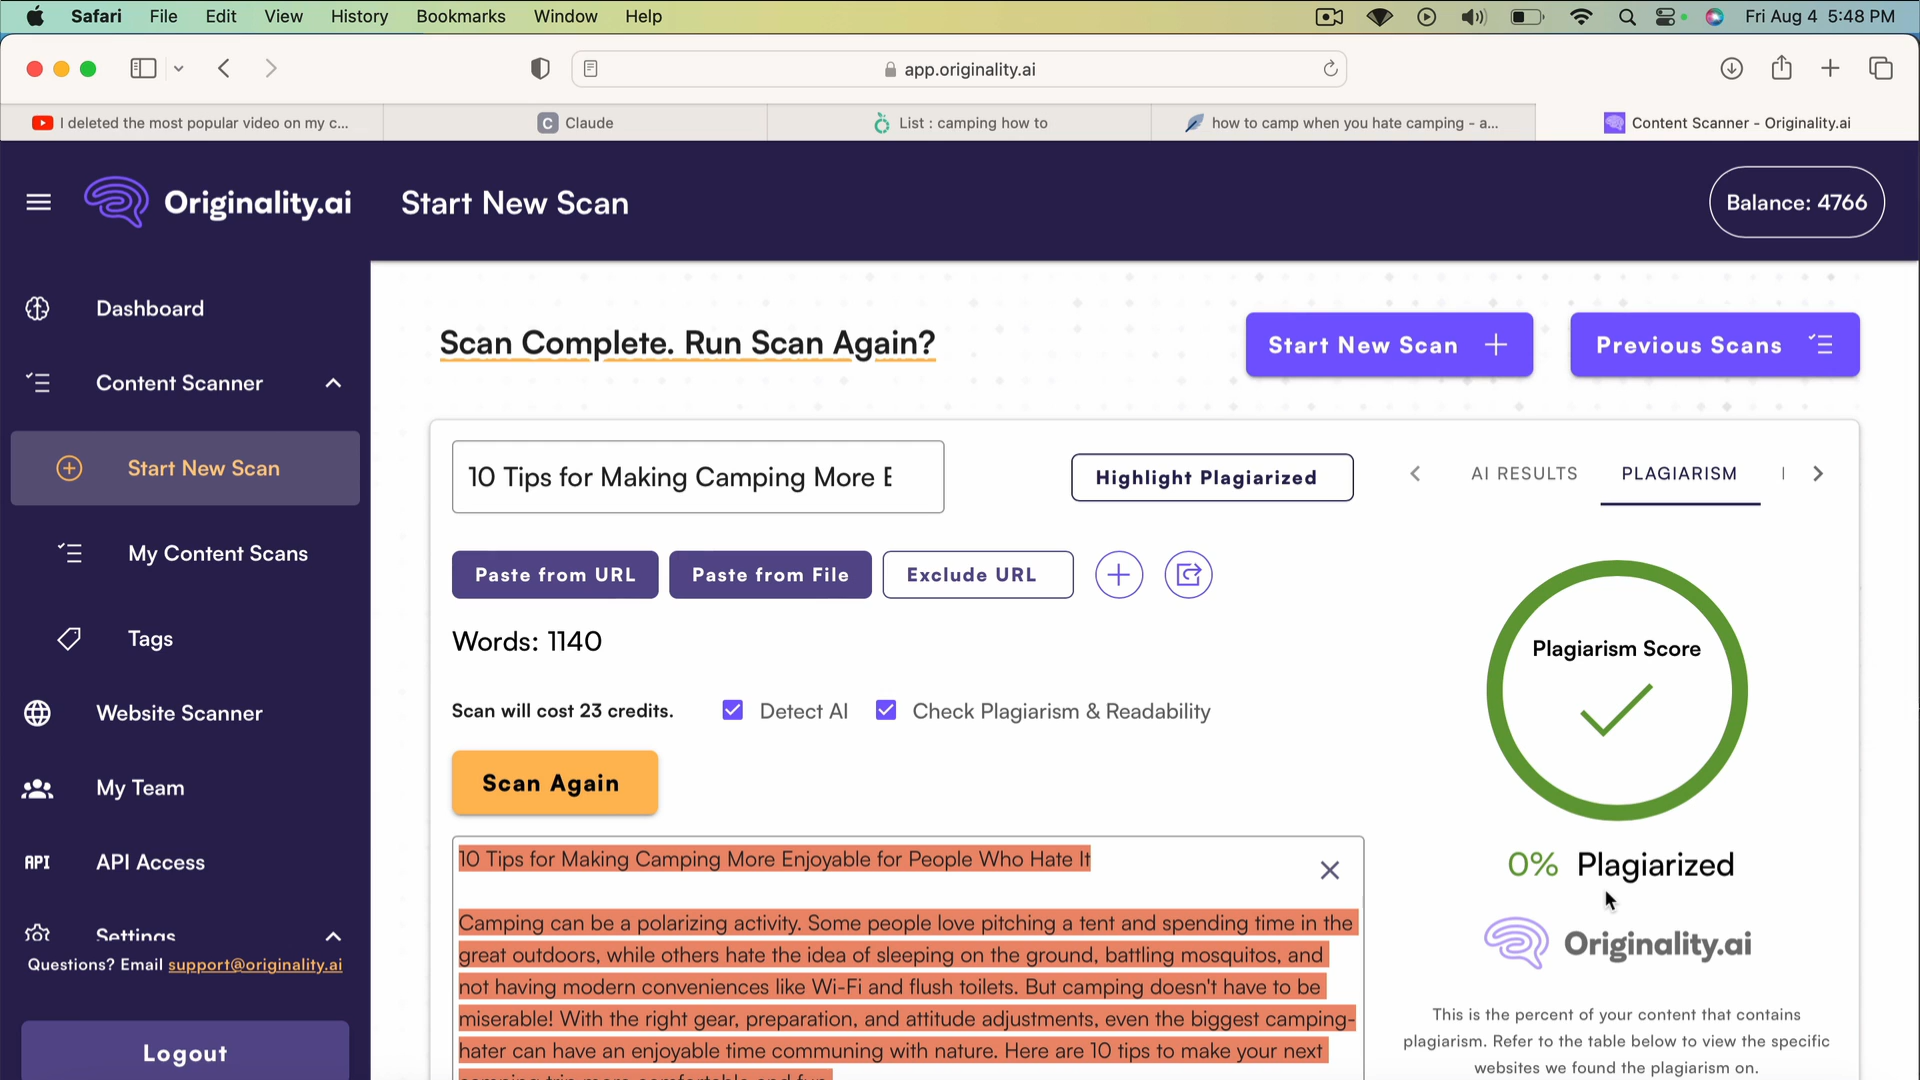 Safari File Edit View History Bookmarks Window Help Fri Aug 4 5:48 PM
app.originality.ai
I deleted the most popular video on my c...
C Claude
List : camping how to
how to camp when you hate camping - a...
Content Scanner - Originality.ai
Originality.ai
Start New Scan
Balance: 4766
Dashboard
Content Scanner
Start New Scan
My Content Scans
Tags
Website Scanner
My Team
API API Access
Settings
Questions? Email support@originality.ai
Logout
Scan Complete. Run Scan Again?
Start New Scan
Previous Scans
10 Tips for Making Camping More E
Highlight Plagiarized
Paste from URL
Paste from File
Exclude URL
Words: 1140
Scan will cost 23 credits.
Detect AI
Check Plagiarism & Readability
Scan Again
10 Tips for Making Camping More Enjoyable for People Who Hate It
Camping can be a polarizing activity. Some people love pitching a tent and spending time in the
great outdoors, while others hate the idea of sleeping on the ground, battling mosquitos, and
not having modern conveniences like Wi-Fi and flush toilets. But camping doesn't have to be
miserable! With the right gear, preparation, and attitude adjustments, even the biggest camping-
hater can have an enjoyable time communing with nature. Here are 10 tips to make your next
camping trip more comfortable and fun.
AI RESULTS
PLAGIARISM
Plagiarism Score
0% Plagiarized
Originality.ai
This is the percent of your content that contains
plagiarism. Refer to the table below to view the specific
websites we found the plagiarism on.